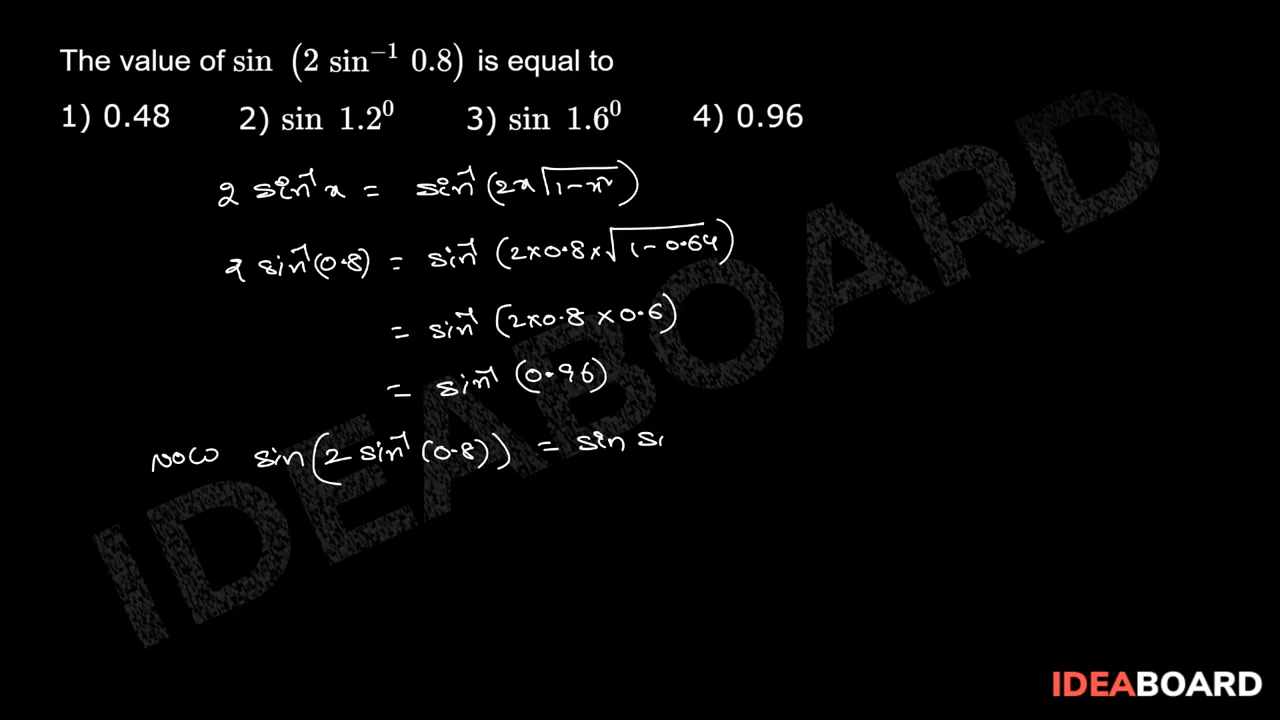 The value of sin (2 sin⁻¹ 0.8) is equal to
1) 0.48 2) sin 1.2⁰ 3) sin 1.6⁰ 4) 0.96
2 sin⁻¹ x = sin⁻¹ (2x√(1-x²))
2 sin⁻¹ (0.8) = sin⁻¹ (2×0.8×√(1-0.64))
= sin⁻¹ (2×0.8×0.6)
= sin⁻¹ (0.96)
NOW sin(2 sin⁻¹ (0.8)) = sin si
IDEABOARD
IDEABOARD